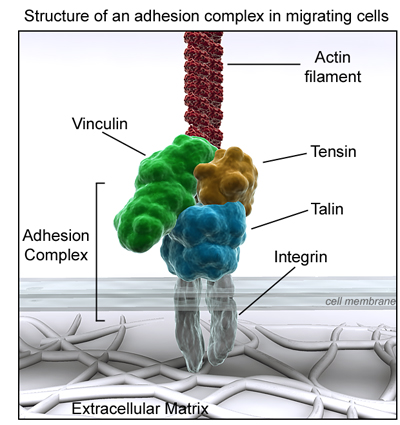 Structure of an adhesion complex in migrating cells
Actin
filament
Vinculin
Tensin
Talin
Adhesion
Complex
Integrin
cell membrane
Extracellular Matrix